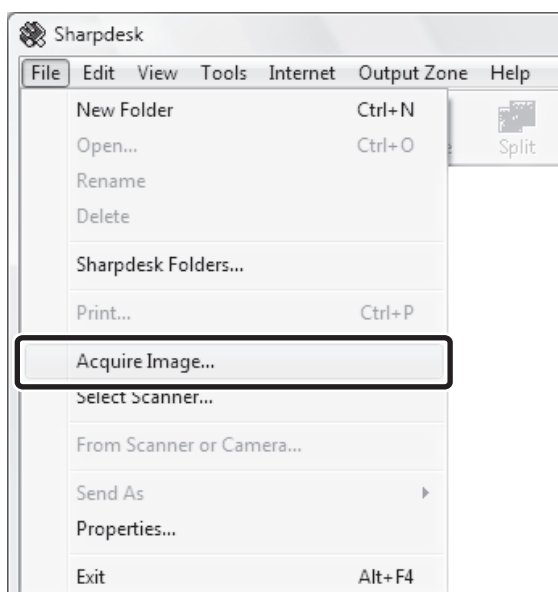 Sharpdesk
File Edit View Tools Internet Output Zone Help
New Folder Ctrl+N
Open... Ctrl+O
Split
Rename
Delete
Sharpdesk Folders...
Print... Ctrl+P
Acquire Image...
Select Scanner...
From Scanner or Camera...
Send As
Properties...
Exit Alt+F4